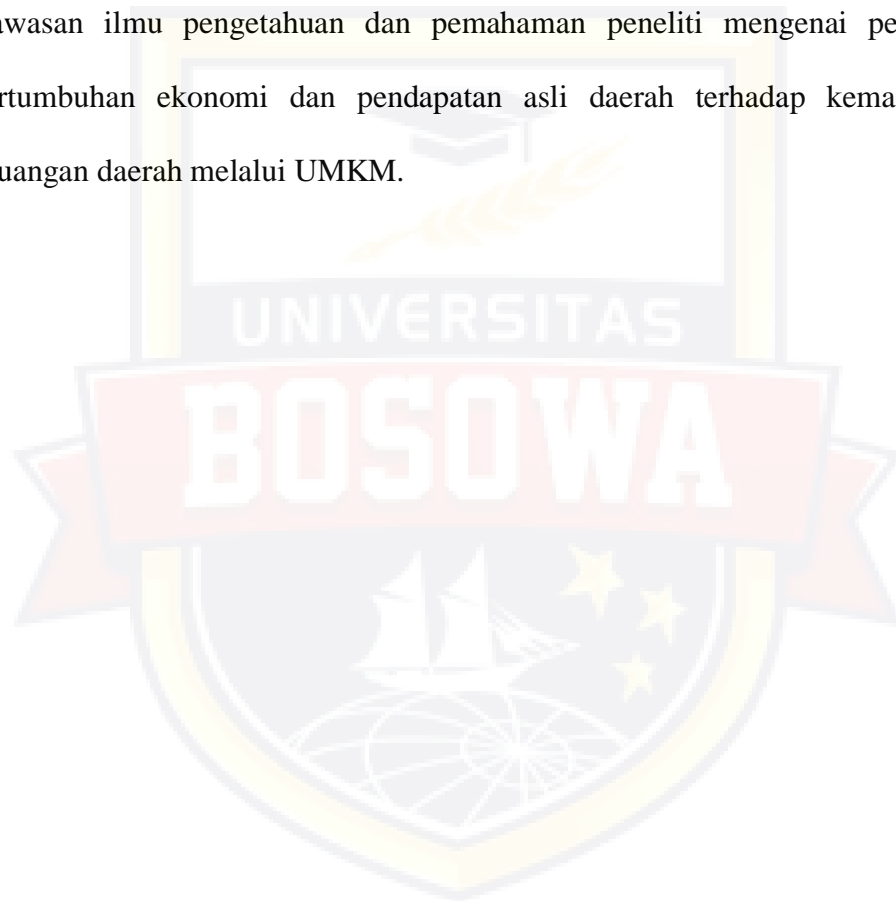 awasan ilmu pengetahuan dan pemahaman peneliti mengenai pe
rtumbuhan ekonomi dan pendapatan asli daerah terhadap kema
uangan daerah melalui UMKM.
UNIVERSITAS
BOSOWA